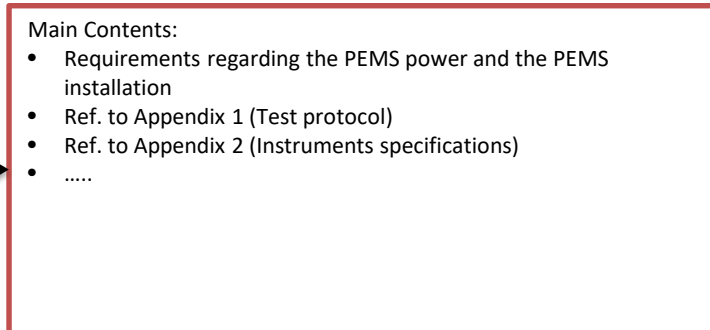 Main Contents:
• Requirements regarding the PEMS power and the PEMS
installation
• Ref. to Appendix 1 (Test protocol)
• Ref. to Appendix 2 (Instruments specifications)
• …..